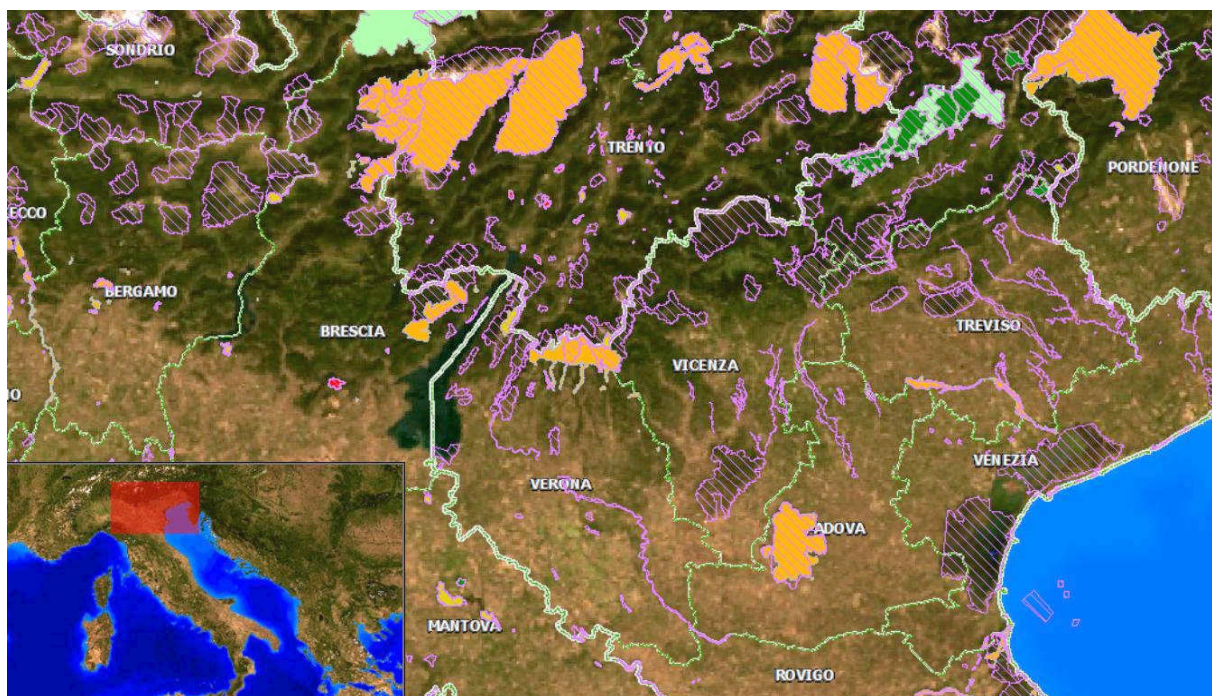 SONDRIO
TRENTO
PORDENONE
ECCO
BERGAMO
BRESCIA
TREVISO
VICENZA
VENEZIA
VERONA
ADOVA
MANTOVA
ROVIGO